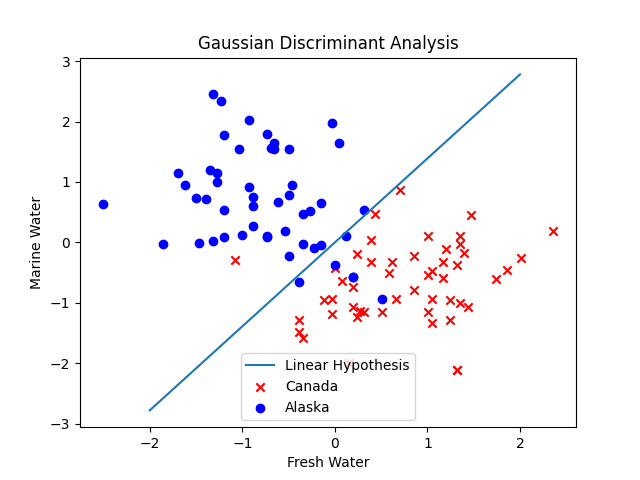 Gaussian Discriminant Analysis
3
2
1
0
−1
−2
−3
Marine Water
Linear Hypothesis
Canada
Alaska
−2
−1
0
1
2
Fresh Water